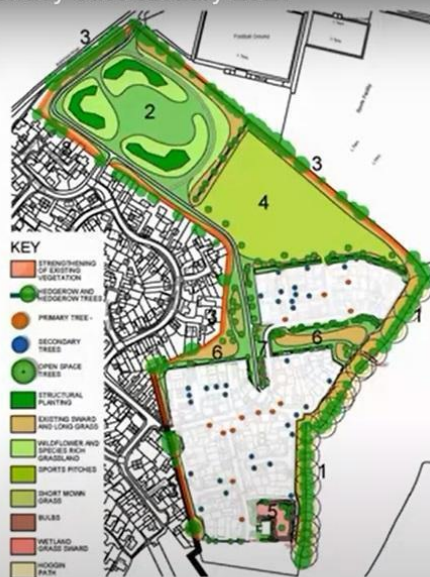 3
Football Ground
2
3
3
4
KEY
STRENGTHENING
OF EXISTING
VEGETATION
HEDGEROW AND
HEDGEROW TREES
PRIMARY TREE -
SECONDARY
TREES
OPEN SPACE
TREES
STRUCTURAL
PLANTING
EXISTING SWARD
AND LONG GRASS
WILDFLOWER AND
SPECIES RICH
GRASSLAND
SPORTS PITCHES
SHORT MOWN
GRASS
BULBS
WETLAND
GRASS SWARD
HOGGIN
PATH
3
1
6
6
7
1
5